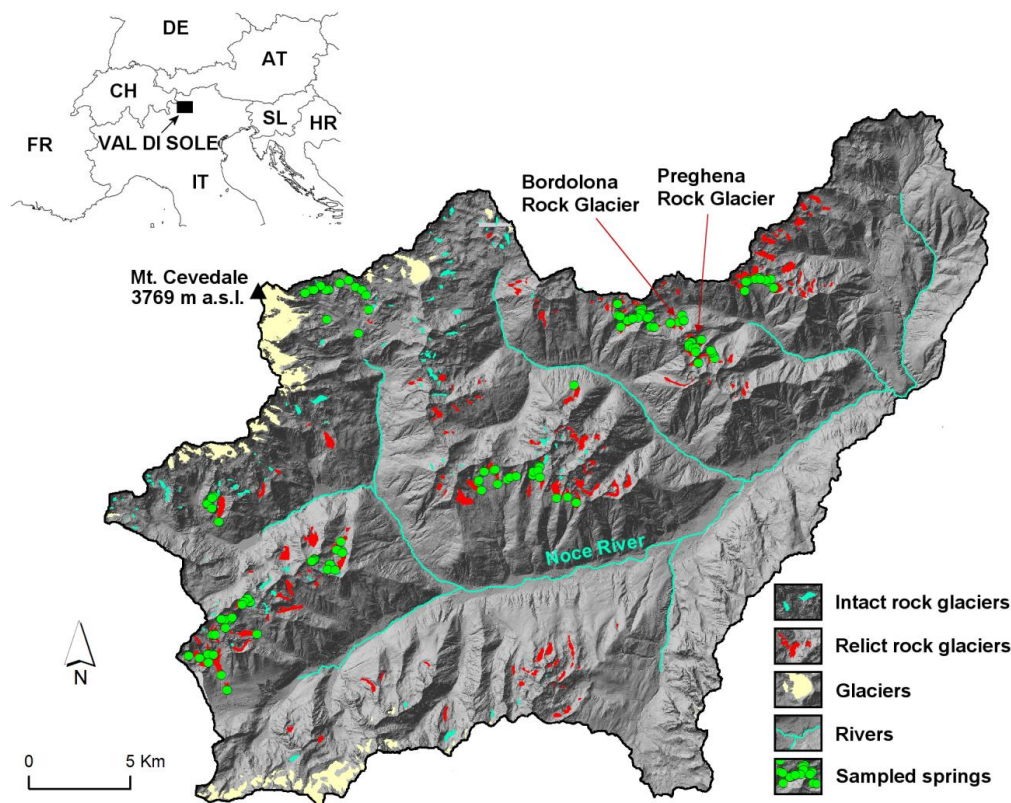 DE
AT
CH
SL
HR
FR
VAL DI SOLE
IT
Bordolona
Rock Glacier
Preghena
Rock Glacier
Mt. Cevedale
3769 m a.s.l.
Noce River
N
0
5 Km
Intact rock glaciers
Relict rock glaciers
Glaciers
Rivers
Sampled springs